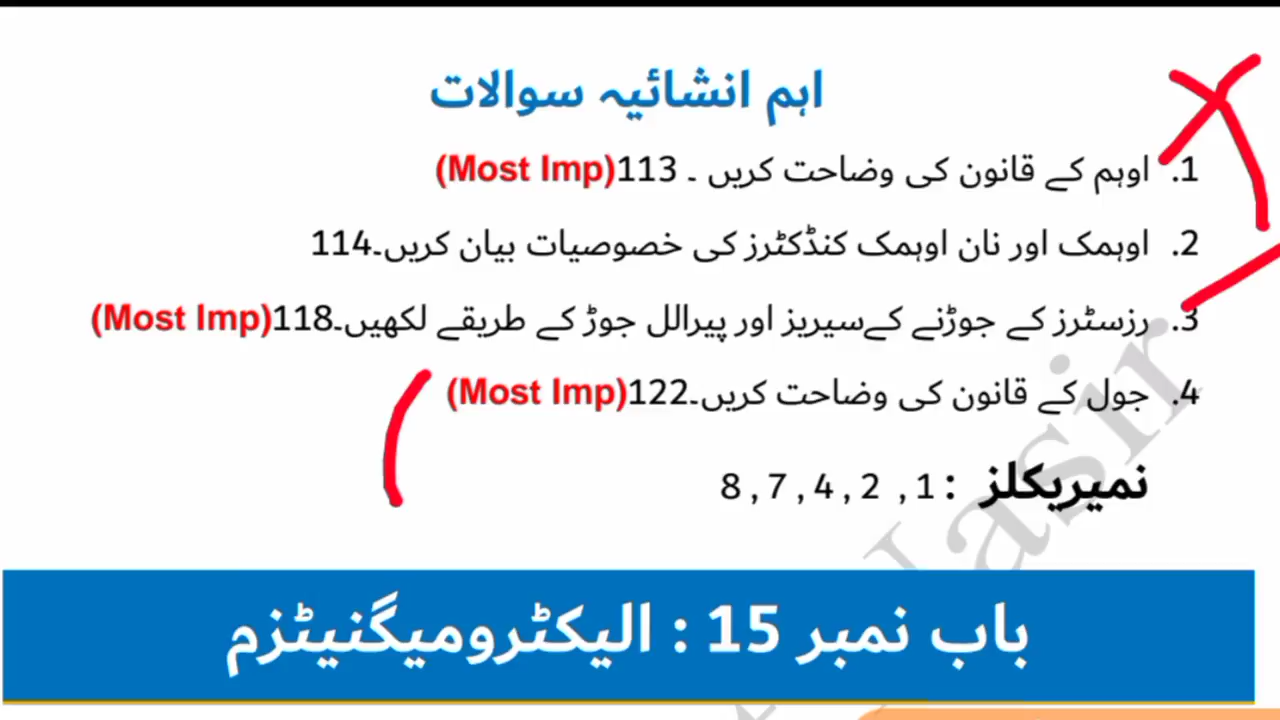 اہم انشائیہ سوالات
1. اوہم کے قانون کی وضاحت کریں ۔ 113(Most Imp)
2. اوہمک اور نان اوہمک کنڈکٹرز کی خصوصیات بیان کریں۔114
3. رزسٹرز کے جوڑنے کےسیریز اور پیرالل جوڑ کے طریقے لکھیں۔118(Most Imp)
4. جول کے قانون کی وضاحت کریں۔122(Most Imp)
نمیریکلز : 1 , 2 , 4 , 7 , 8
باب نمبر 15 : الیکٹرومیگنیٹزم